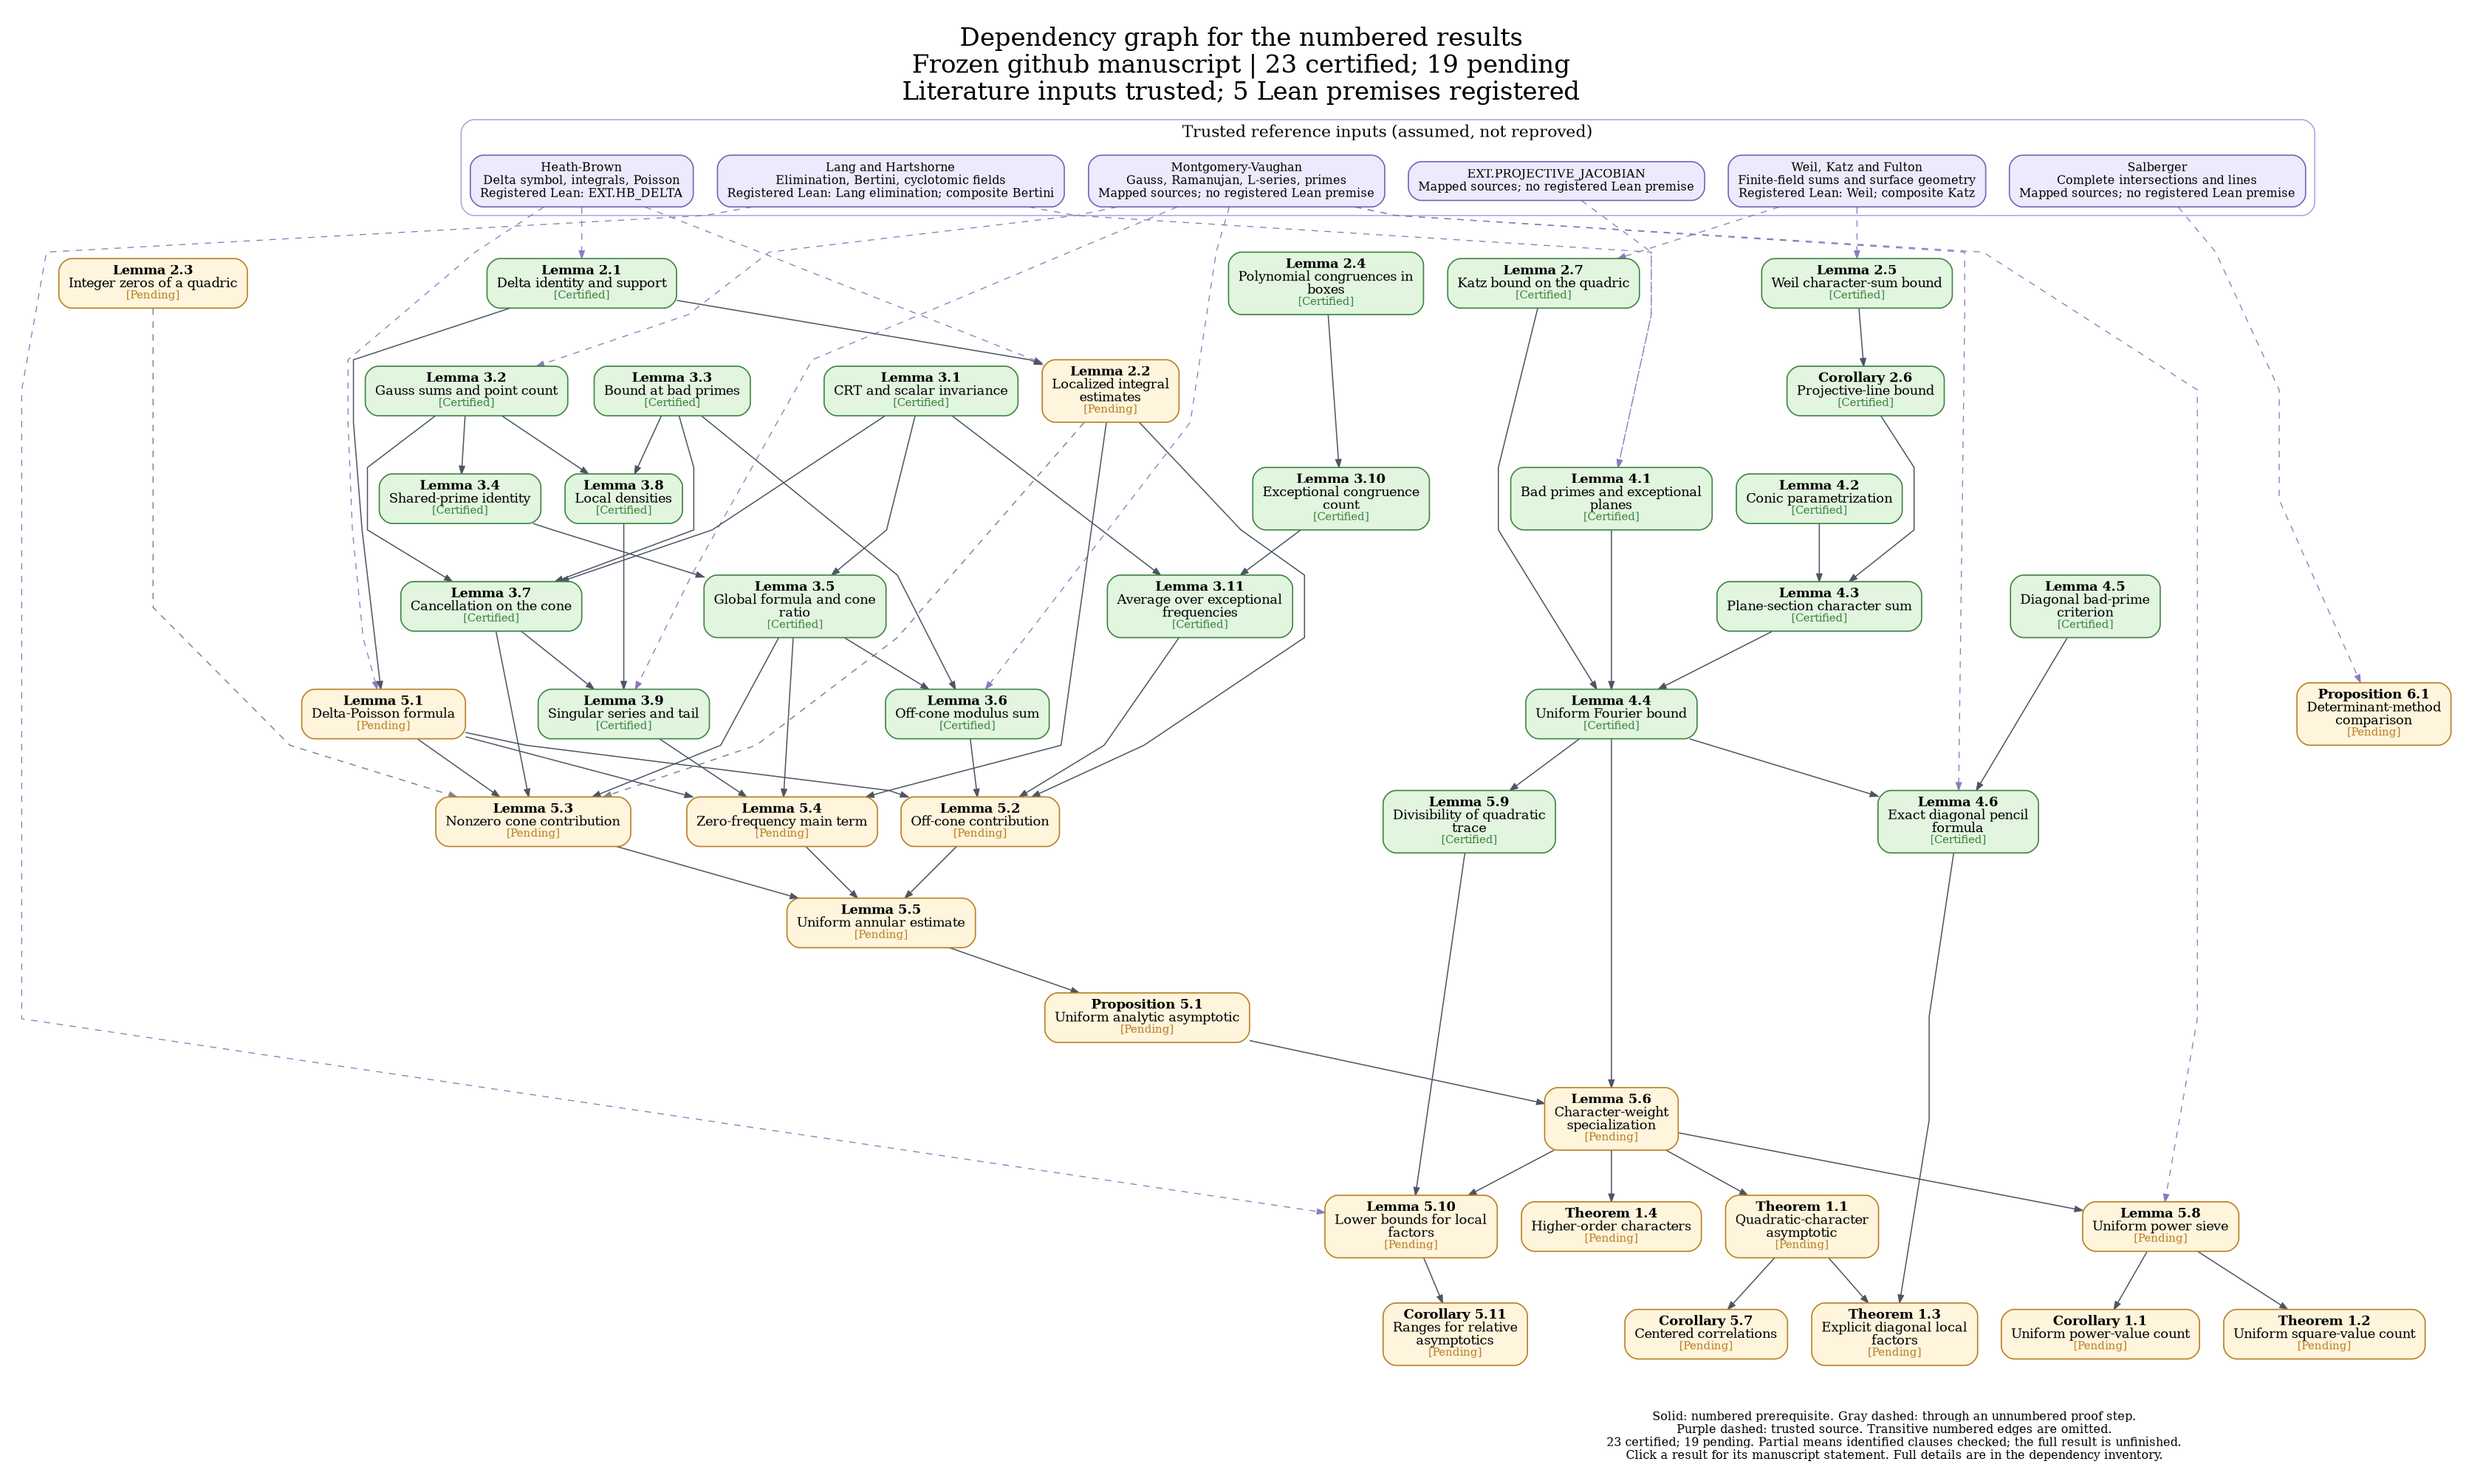 Dependency graph for the numbered results
Frozen github manuscript | 23 certified; 19 pending
Literature inputs trusted; 5 Lean premises registered
Trusted reference inputs (assumed, not reproved)
Heath-Brown
Delta symbol, integrals, Poisson
Registered Lean: EXT.HB_DELTA
Lang and Hartshorne
Elimination, Bertini, cyclotomic fields
Registered Lean: Lang elimination; composite Bertini
Montgomery-Vaughan
Gauss, Ramanujan, L-series, primes
Mapped sources; no registered Lean premise
EXT.PROJECTIVE_JACOBIAN
Mapped sources; no registered Lean premise
Weil, Katz and Fulton
Finite-field sums and surface geometry
Registered Lean: Weil; composite Katz
Salberger
Complete intersections and lines
Mapped sources; no registered Lean premise
Lemma 2.3
Integer zeros of a quadric
[Pending]
Lemma 2.1
Delta identity and support
[Certified]
Lemma 2.4
Polynomial congruences in
boxes
[Certified]
Lemma 2.7
Katz bound on the quadric
[Certified]
Lemma 2.5
Weil character-sum bound
[Certified]
Lemma 3.2
Gauss sums and point count
[Certified]
Lemma 3.3
Bound at bad primes
[Certified]
Lemma 3.1
CRT and scalar invariance
[Certified]
Lemma 2.2
Localized integral
estimates
[Pending]
Corollary 2.6
Projective-line bound
[Certified]
Lemma 3.4
Shared-prime identity
[Certified]
Lemma 3.8
Local densities
[Certified]
Lemma 3.10
Exceptional congruence
count
[Certified]
Lemma 4.1
Bad primes and exceptional
planes
[Certified]
Lemma 4.2
Conic parametrization
[Certified]
Lemma 3.7
Cancellation on the cone
[Certified]
Lemma 3.5
Global formula and cone
ratio
[Certified]
Lemma 3.11
Average over exceptional
frequencies
[Certified]
Lemma 4.3
Plane-section character sum
[Certified]
Lemma 4.5
Diagonal bad-prime
criterion
[Certified]
Lemma 5.1
Delta-Poisson formula
[Pending]
Lemma 3.9
Singular series and tail
[Certified]
Lemma 3.6
Off-cone modulus sum
[Certified]
Lemma 4.4
Uniform Fourier bound
[Certified]
Proposition 6.1
Determinant-method
comparison
[Pending]
Lemma 5.3
Nonzero cone contribution
[Pending]
Lemma 5.4
Zero-frequency main term
[Pending]
Lemma 5.2
Off-cone contribution
[Pending]
Lemma 5.9
Divisibility of quadratic
trace
[Certified]
Lemma 4.6
Exact diagonal pencil
formula
[Certified]
Lemma 5.5
Uniform annular estimate
[Pending]
Proposition 5.1
Uniform analytic asymptotic
[Pending]
Lemma 5.6
Character-weight
specialization
[Pending]
Lemma 5.10
Lower bounds for local
factors
[Pending]
Theorem 1.4
Higher-order characters
[Pending]
Theorem 1.1
Quadratic-character
asymptotic
[Pending]
Lemma 5.8
Uniform power sieve
[Pending]
Corollary 5.11
Ranges for relative
asymptotics
[Pending]
Corollary 5.7
Centered correlations
[Pending]
Theorem 1.3
Explicit diagonal local
factors
[Pending]
Corollary 1.1
Uniform power-value count
[Pending]
Theorem 1.2
Uniform square-value count
[Pending]
Solid: numbered prerequisite. Gray dashed: through an unnumbered proof step.
Purple dashed: trusted source. Transitive numbered edges are omitted.
23 certified; 19 pending. Partial means identified clauses checked; the full result is unfinished.
Click a result for its manuscript statement. Full details are in the dependency inventory.